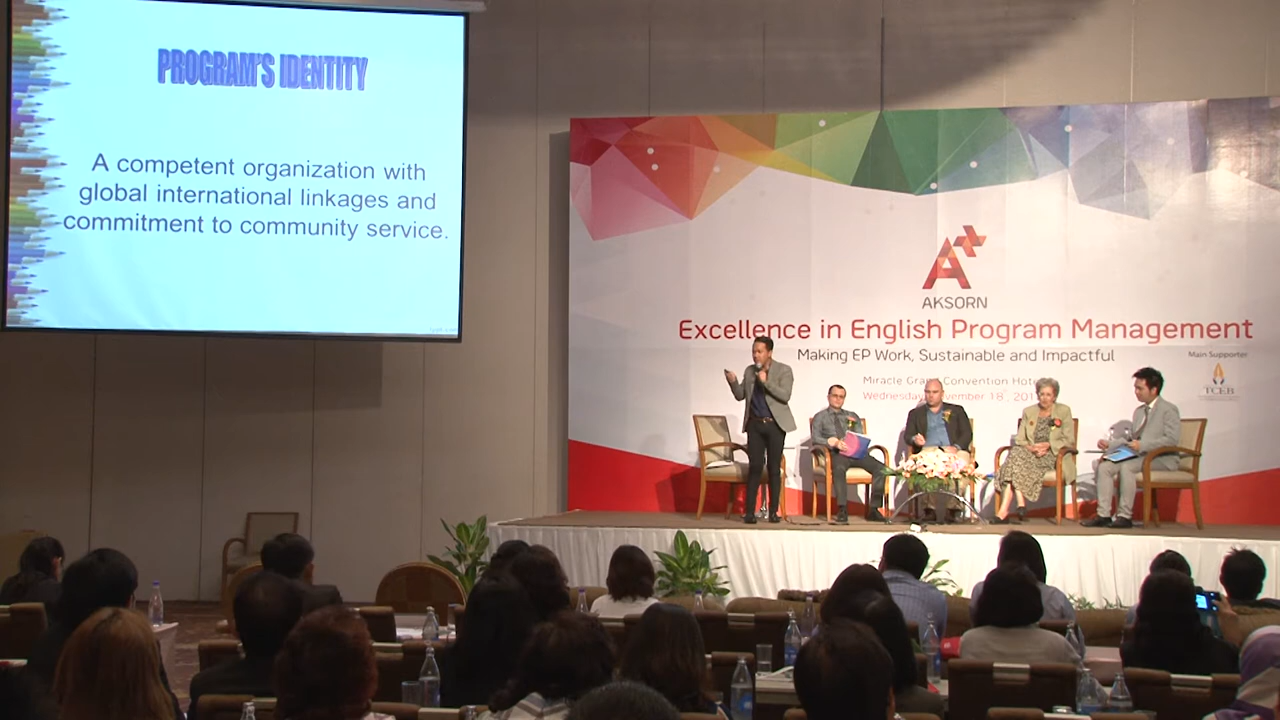 PROGRAM'S IDENTITY
A competent organization with
global international linkages and
commitment to community service.
AKSORN
Excellence in English Program Management
Making EP Work, Sustainable and Impactful
Main Supporter
Miracle Grand Convention
Wednesday 18
TCEB